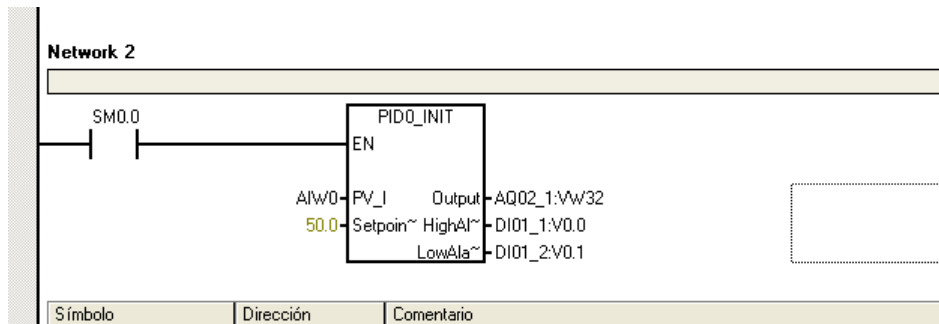 Network 2
SM0.0
PID0_INIT
EN
AIW0 PV_I Output AQ02_1:VW32
50.0 Setpoin~ HighAl~ DI01_1:V0.0
LowAla~ DI01_2:V0.1
Símbolo Dirección Comentario